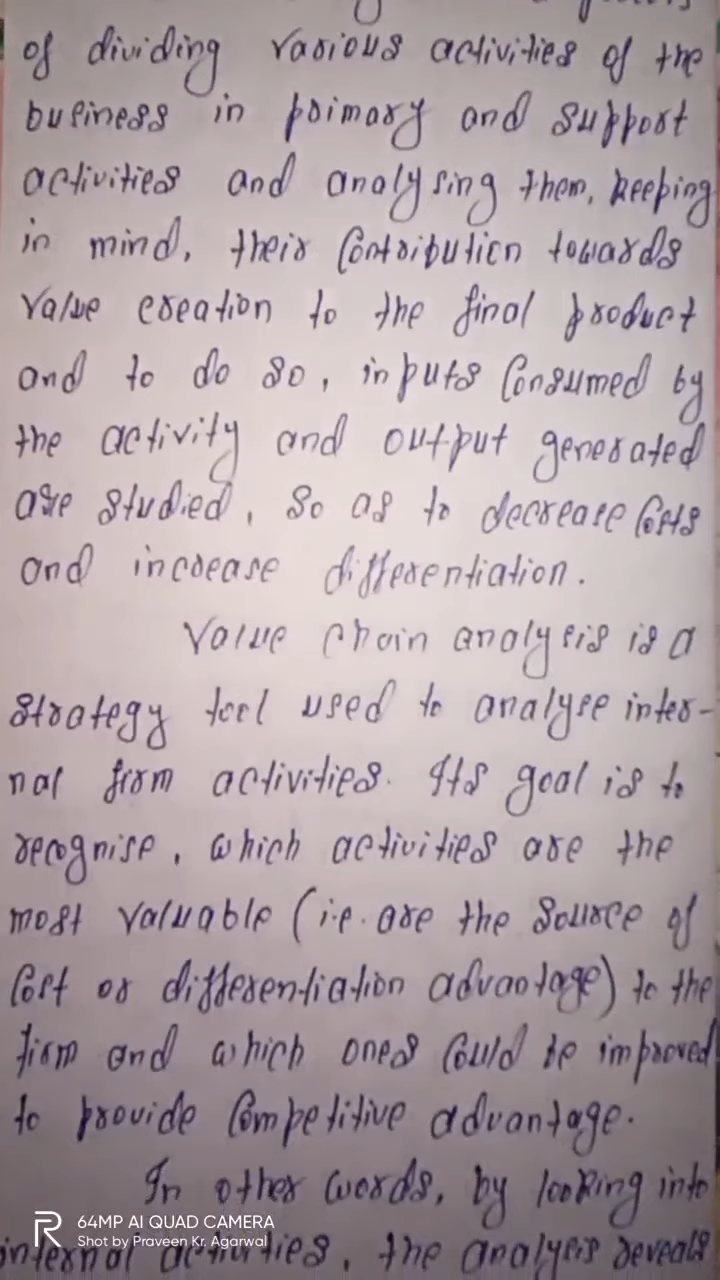 of dividing various activities of the
business in primary and support
activities and analysing them, keeping
in mind, their contribution towards
value creation to the final product
and to do so, inputs consumed by
the activity and output generated
are studied, so as to decrease costs
and increase differentiation.
Value chain analysis is a
strategy tool used to analyse inter-
nal firm activities. Its goal is to
recognise, which activities are the
most valuable (i.e. are the source of
cost or differentiation advantage) to the
firm and which ones could be improved
to provide competitive advantage.
In other words, by looking into
internal activities, the analysis reveals
64MP AI QUAD CAMERA
Shot by Praveen Kr. Agarwal